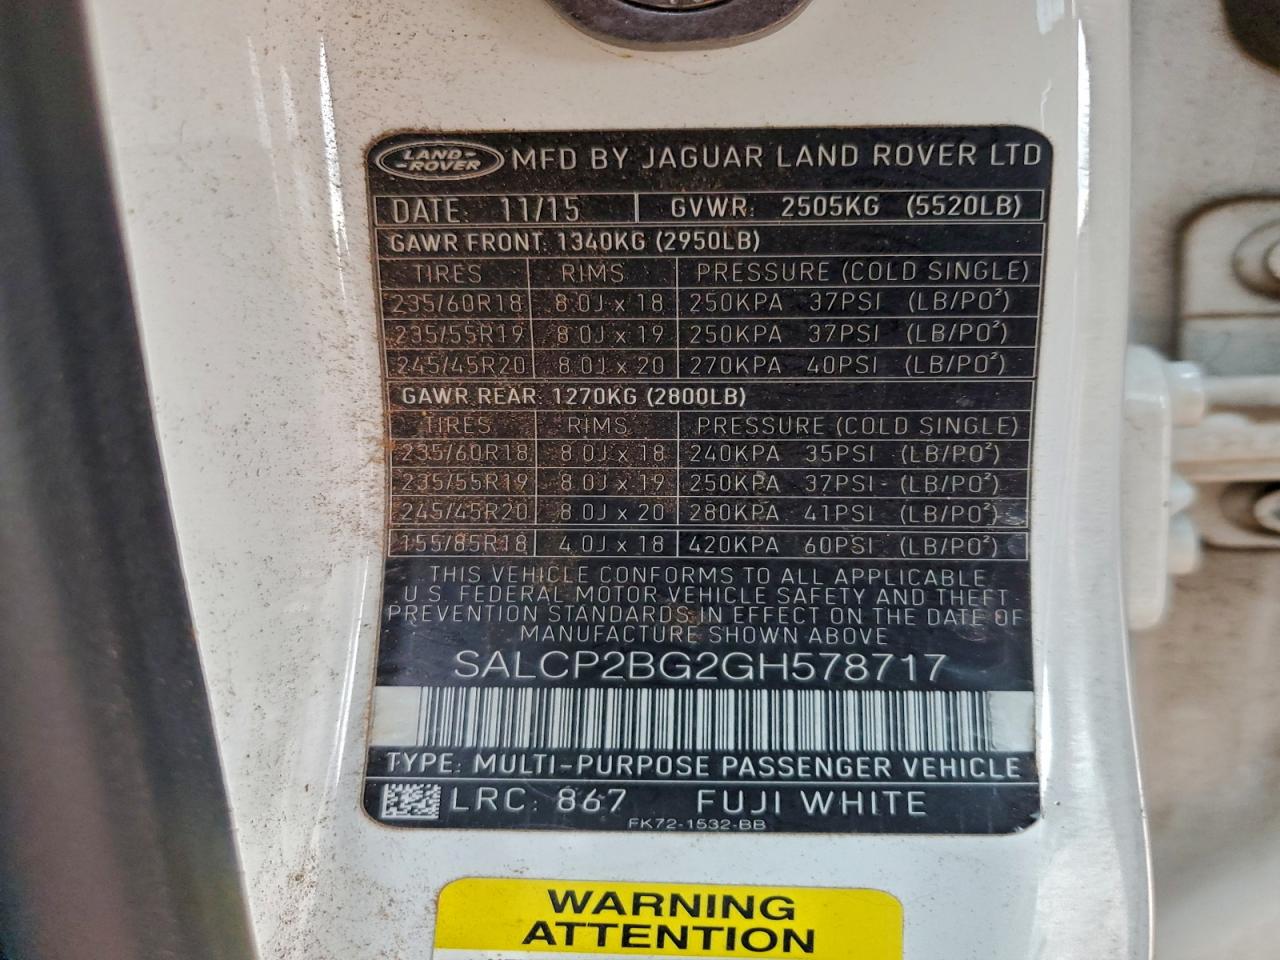 LAND-ROVER MFD BY JAGUAR LAND ROVER LTD
DATE: 11/15 GVWR: 2505KG (5520LB)
GAWR FRONT: 1340KG (2950LB)
TIRES RIMS PRESSURE (COLD SINGLE)
235/60R18 8.0J x 18 250KPA 37PSI (LB/PO²)
235/55R19 8.0J x 19 250KPA 37PSI (LB/PO²)
245/45R20 8.0J x 20 270KPA 40PSI (LB/PO²)
GAWR REAR: 1270KG (2800LB)
TIRES RIMS PRESSURE (COLD SINGLE)
235/60R18 8.0J x 18 240KPA 35PSI (LB/PO²)
235/55R19 8.0J x 19 250KPA 37PSI (LB/PO²)
245/45R20 8.0J x 20 280KPA 41PSI (LB/PO²)
155/85R18 4.0J x 18 420KPA 60PSI (LB/PO²)
THIS VEHICLE CONFORMS TO ALL APPLICABLE
U.S. FEDERAL MOTOR VEHICLE SAFETY AND THEFT
PREVENTION STANDARDS IN EFFECT ON THE DATE OF
MANUFACTURE SHOWN ABOVE
SALCP2BG2GH578717
TYPE: MULTI-PURPOSE PASSENGER VEHICLE
LRC: 867 FUJI WHITE
FK72-1532-BB
WARNING
ATTENTION